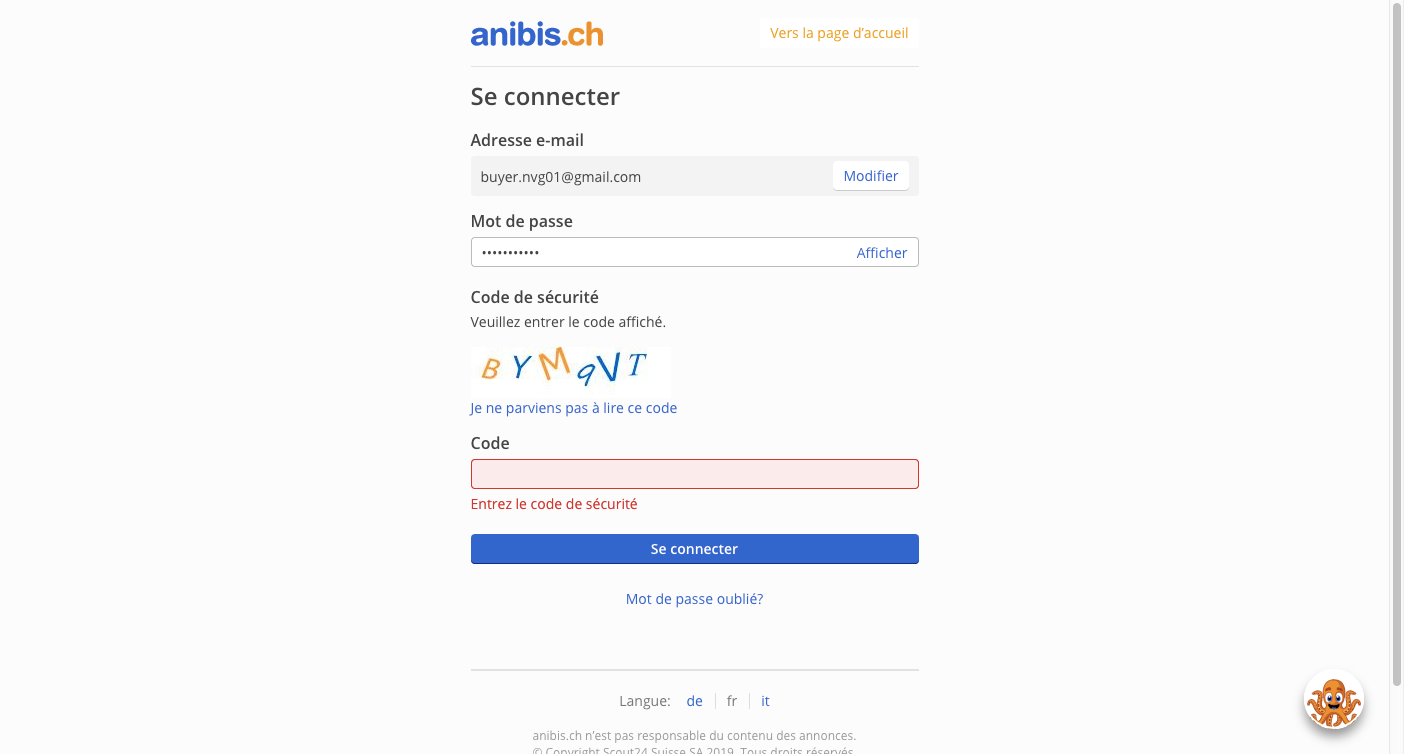 anibis.ch
Vers la page d’accueil
Se connecter
Adresse e-mail
buyer.nvg01@gmail.com
Modifier
Mot de passe
•••••••••••
Afficher
Code de sécurité
Veuillez entrer le code affiché.
BYMqVT
Je ne parviens pas à lire ce code
Code
Entrez le code de sécurité
Se connecter
Mot de passe oublié?
Langue: de fr it
anibis.ch n’est pas responsable du contenu des annonces.
© Copyright Scout24 Suisse SA 2019. Tous droits réservés.